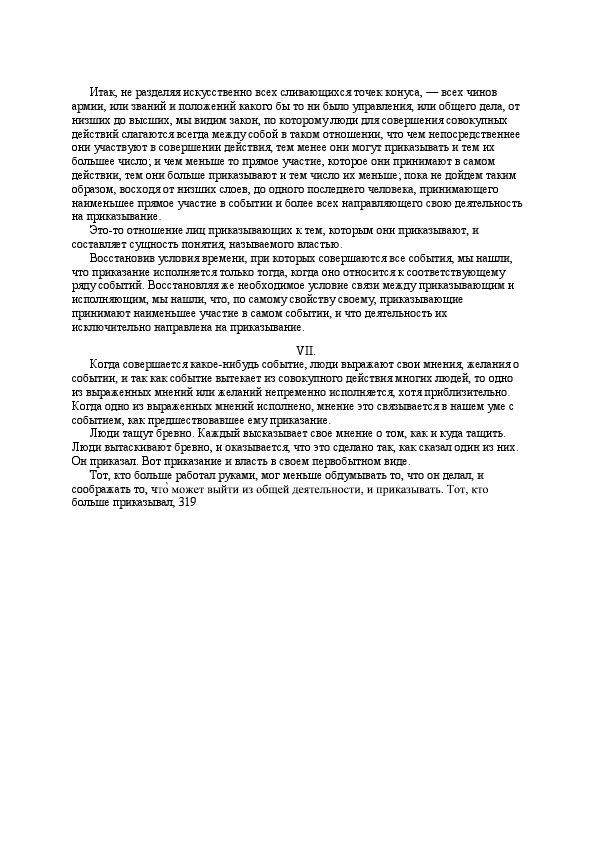 Итак, не разделяя искусственно всех сливающихся точек конуса, — всех чинов
армии, или званий и положений какого бы то ни было управления, или общего дела, от
низших до высших, мы видим закон, по которому люди для совершения совокупных
действий слагаются всегда между собой в таком отношении, что чем непосредственнее
они участвуют в совершении действия, тем менее они могут приказывать и тем их
большее число; и чем меньше то прямое участие, которое они принимают в самом
действии, тем они больше приказывают и тем число их меньше; пока не дойдем таким
образом, восходя от низших слоев, до одного последнего человека, принимающего
наименьшее прямое участие в событии и более всех направляющего свою деятельность
на приказывание.
Это-то отношение лиц приказывающих к тем, которым они приказывают, и
составляет сущность понятия, называемого властью.
Восстановив условия времени, при которых совершаются все события, мы нашли,
что приказание исполняется только тогда, когда оно относится к соответствующему
ряду событий. Восстановляя же необходимое условие связи между приказывающим и
исполняющим, мы нашли, что, по самому свойству своему, приказывающие
принимают наименьшее участие в самом событии, и что деятельность их
исключительно направлена на приказывание.
VII.
Когда совершается какое-нибудь событие, люди выражают свои мнения, желания о
событии, и так как событие вытекает из совокупного действия многих людей, то одно
из выраженных мнений или желаний непременно исполняется, хотя приблизительно.
Когда одно из выраженных мнений исполнено, мнение это связывается в нашем уме с
событием, как предшествовавшее ему приказание.
Люди тащут бревно. Каждый высказывает свое мнение о том, как и куда тащить.
Люди вытаскивают бревно, и оказывается, что это сделано так, как сказал один из них.
Он приказал. Вот приказание и власть в своем первобытном виде.
Тот, кто больше работал руками, мог меньше обдумывать то, что он делал, и
соображать то, что̀ может выйти из общей деятельности, и приказывать. Тот, кто
больше приказывал, 319